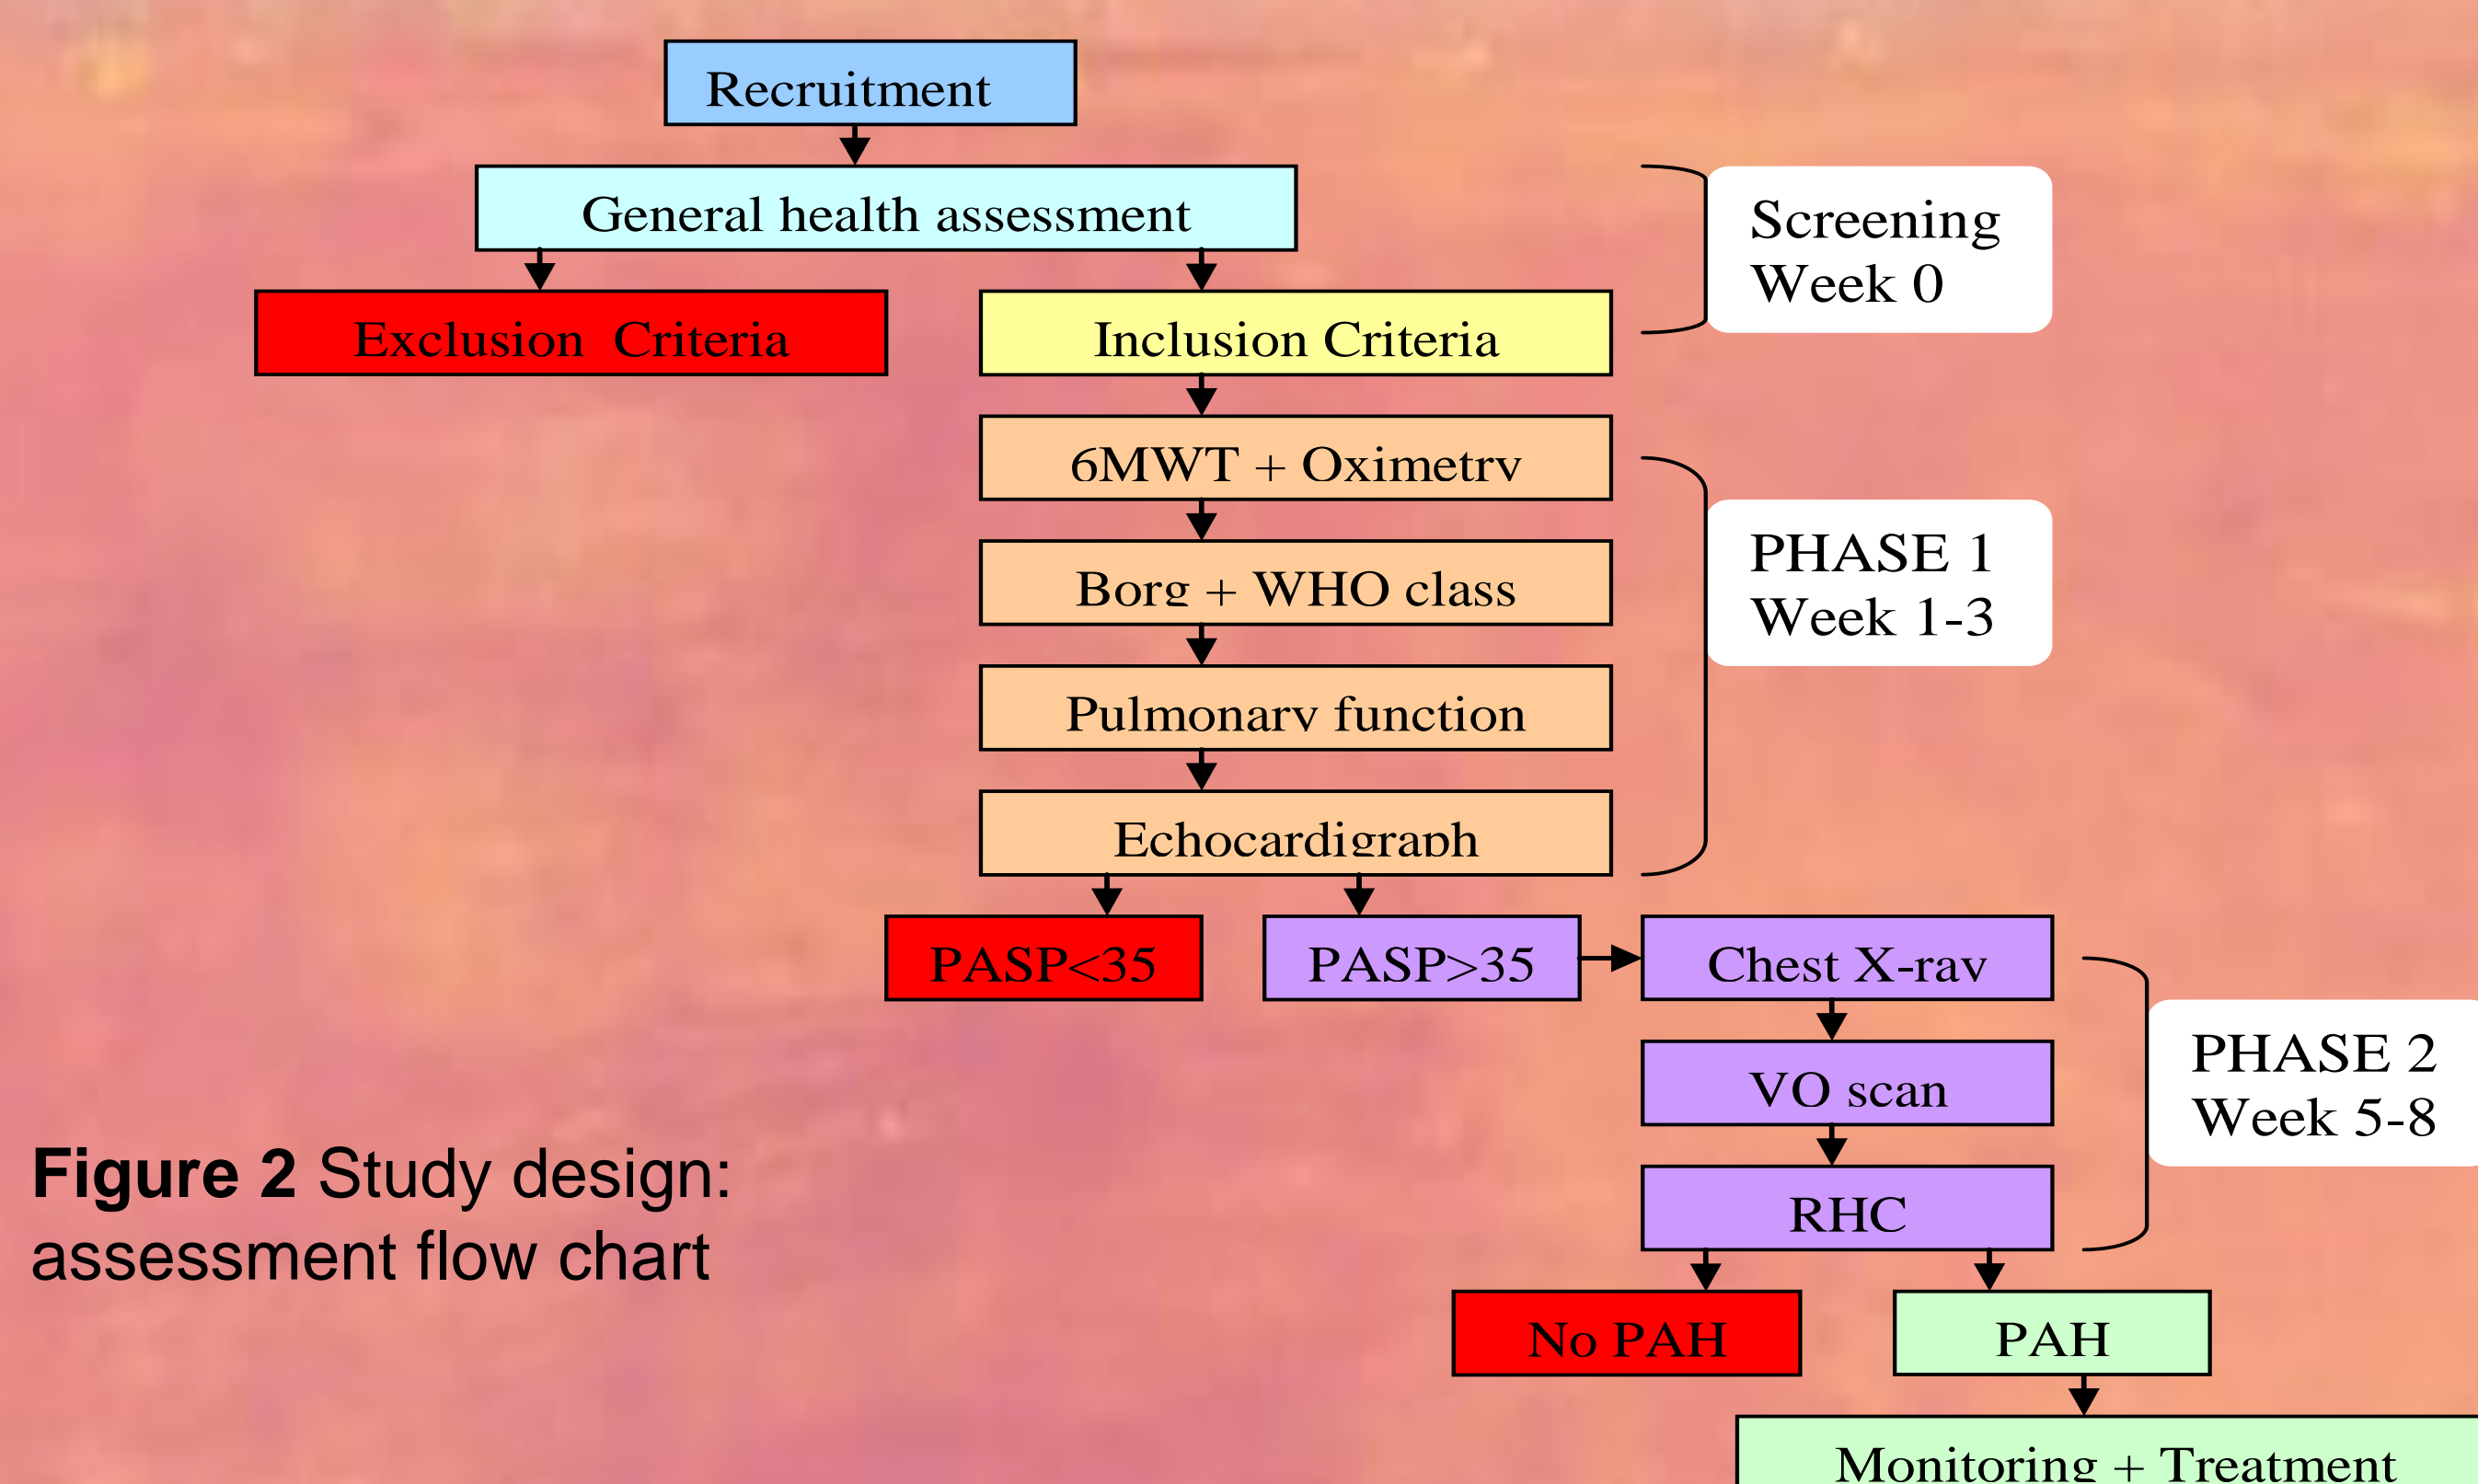 Recruitment
General health assessment
Screening
Week 0
Exclusion Criteria
Inclusion Criteria
6MWT + Oximetry
PHASE 1
Week 1-3
Borg + WHO class
Pulmonary function
Echocardigraph
PASP<35
PASP>35
Chest X-ray
PHASE 2
Week 5-8
VQ scan
RHC
Figure 2 Study design:
assessment flow chart
No PAH
PAH
Monitoring + Treatment